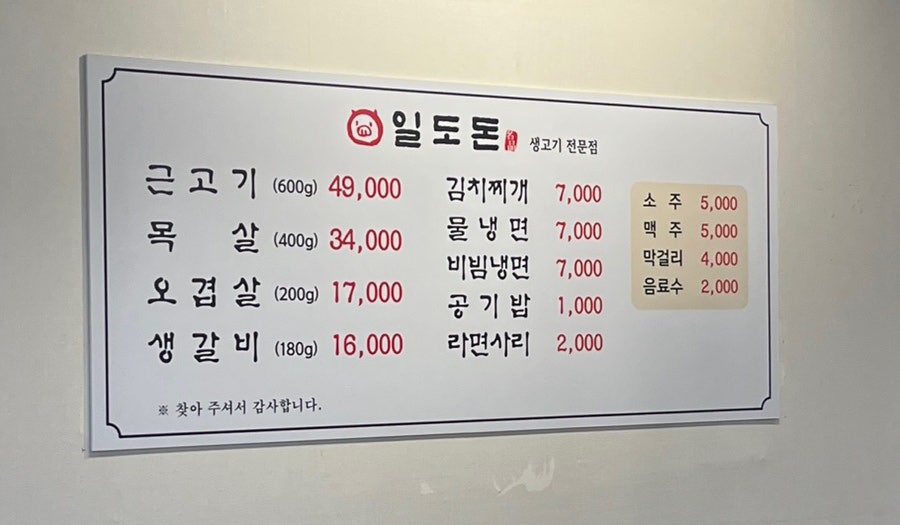 일도돈 생고기 전문점
근고기 (600g) 49,000
목살 (400g) 34,000
오겹살 (200g) 17,000
생갈비 (180g) 16,000
김치찌개 7,000
물냉면 7,000
비빔냉면 7,000
공기밥 1,000
라면사리 2,000
소주 5,000
맥주 5,000
막걸리 4,000
음료수 2,000
※ 찾아 주셔서 감사합니다.